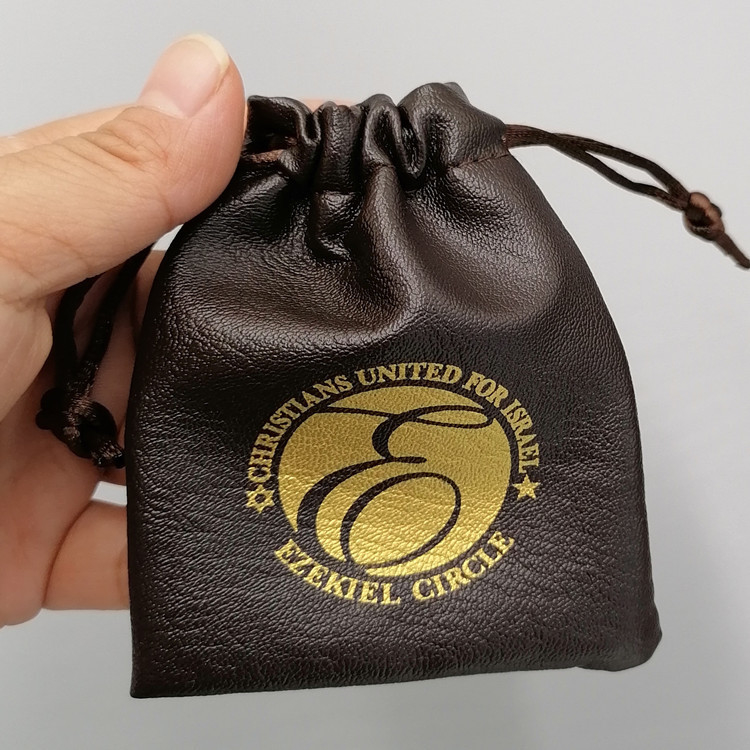 CHRISTIANS UNITED FOR ISRAEL
E
EZEKIEL CIRCLE